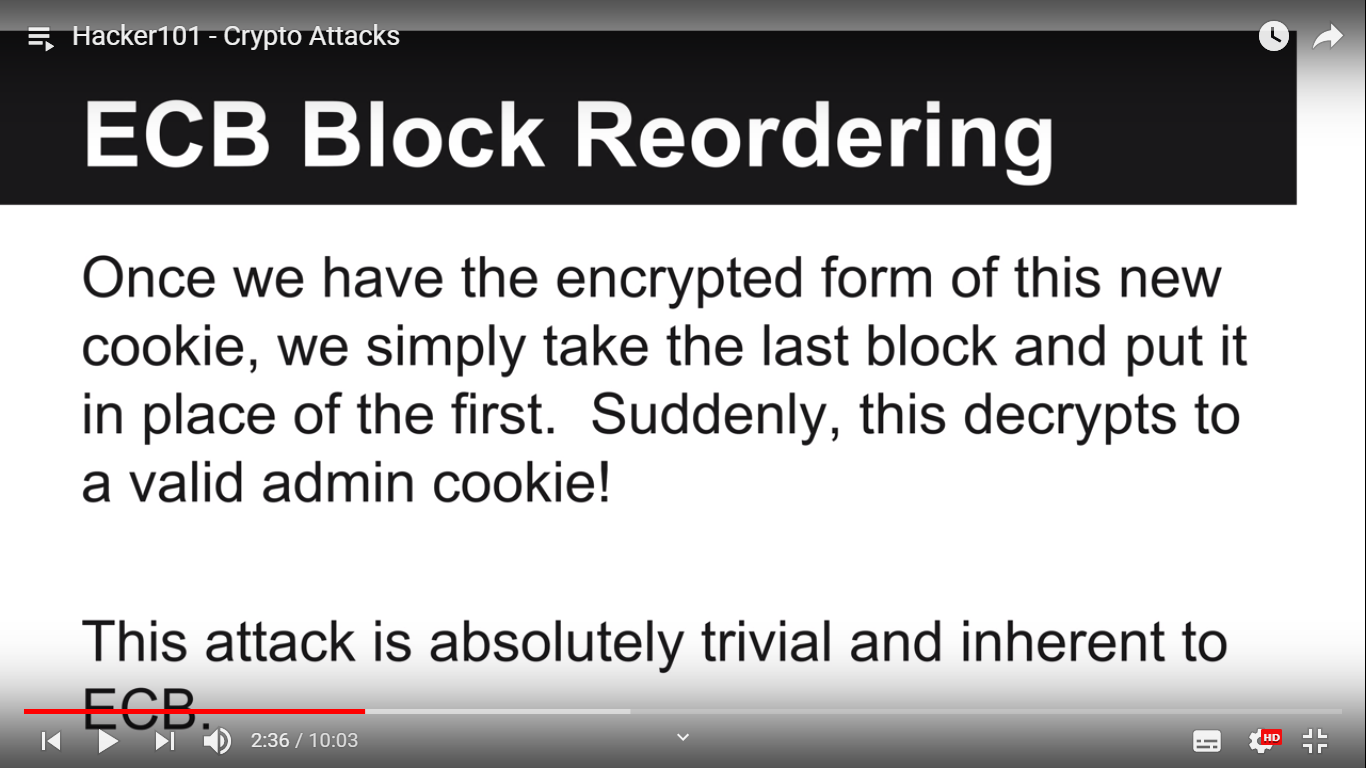 Hacker101 - Crypto Attacks
ECB Block Reordering
Once we have the encrypted form of this new
cookie, we simply take the last block and put it
in place of the first.  Suddenly, this decrypts to
a valid admin cookie!
This attack is absolutely trivial and inherent to
ECB.
2:36 / 10:03
HD